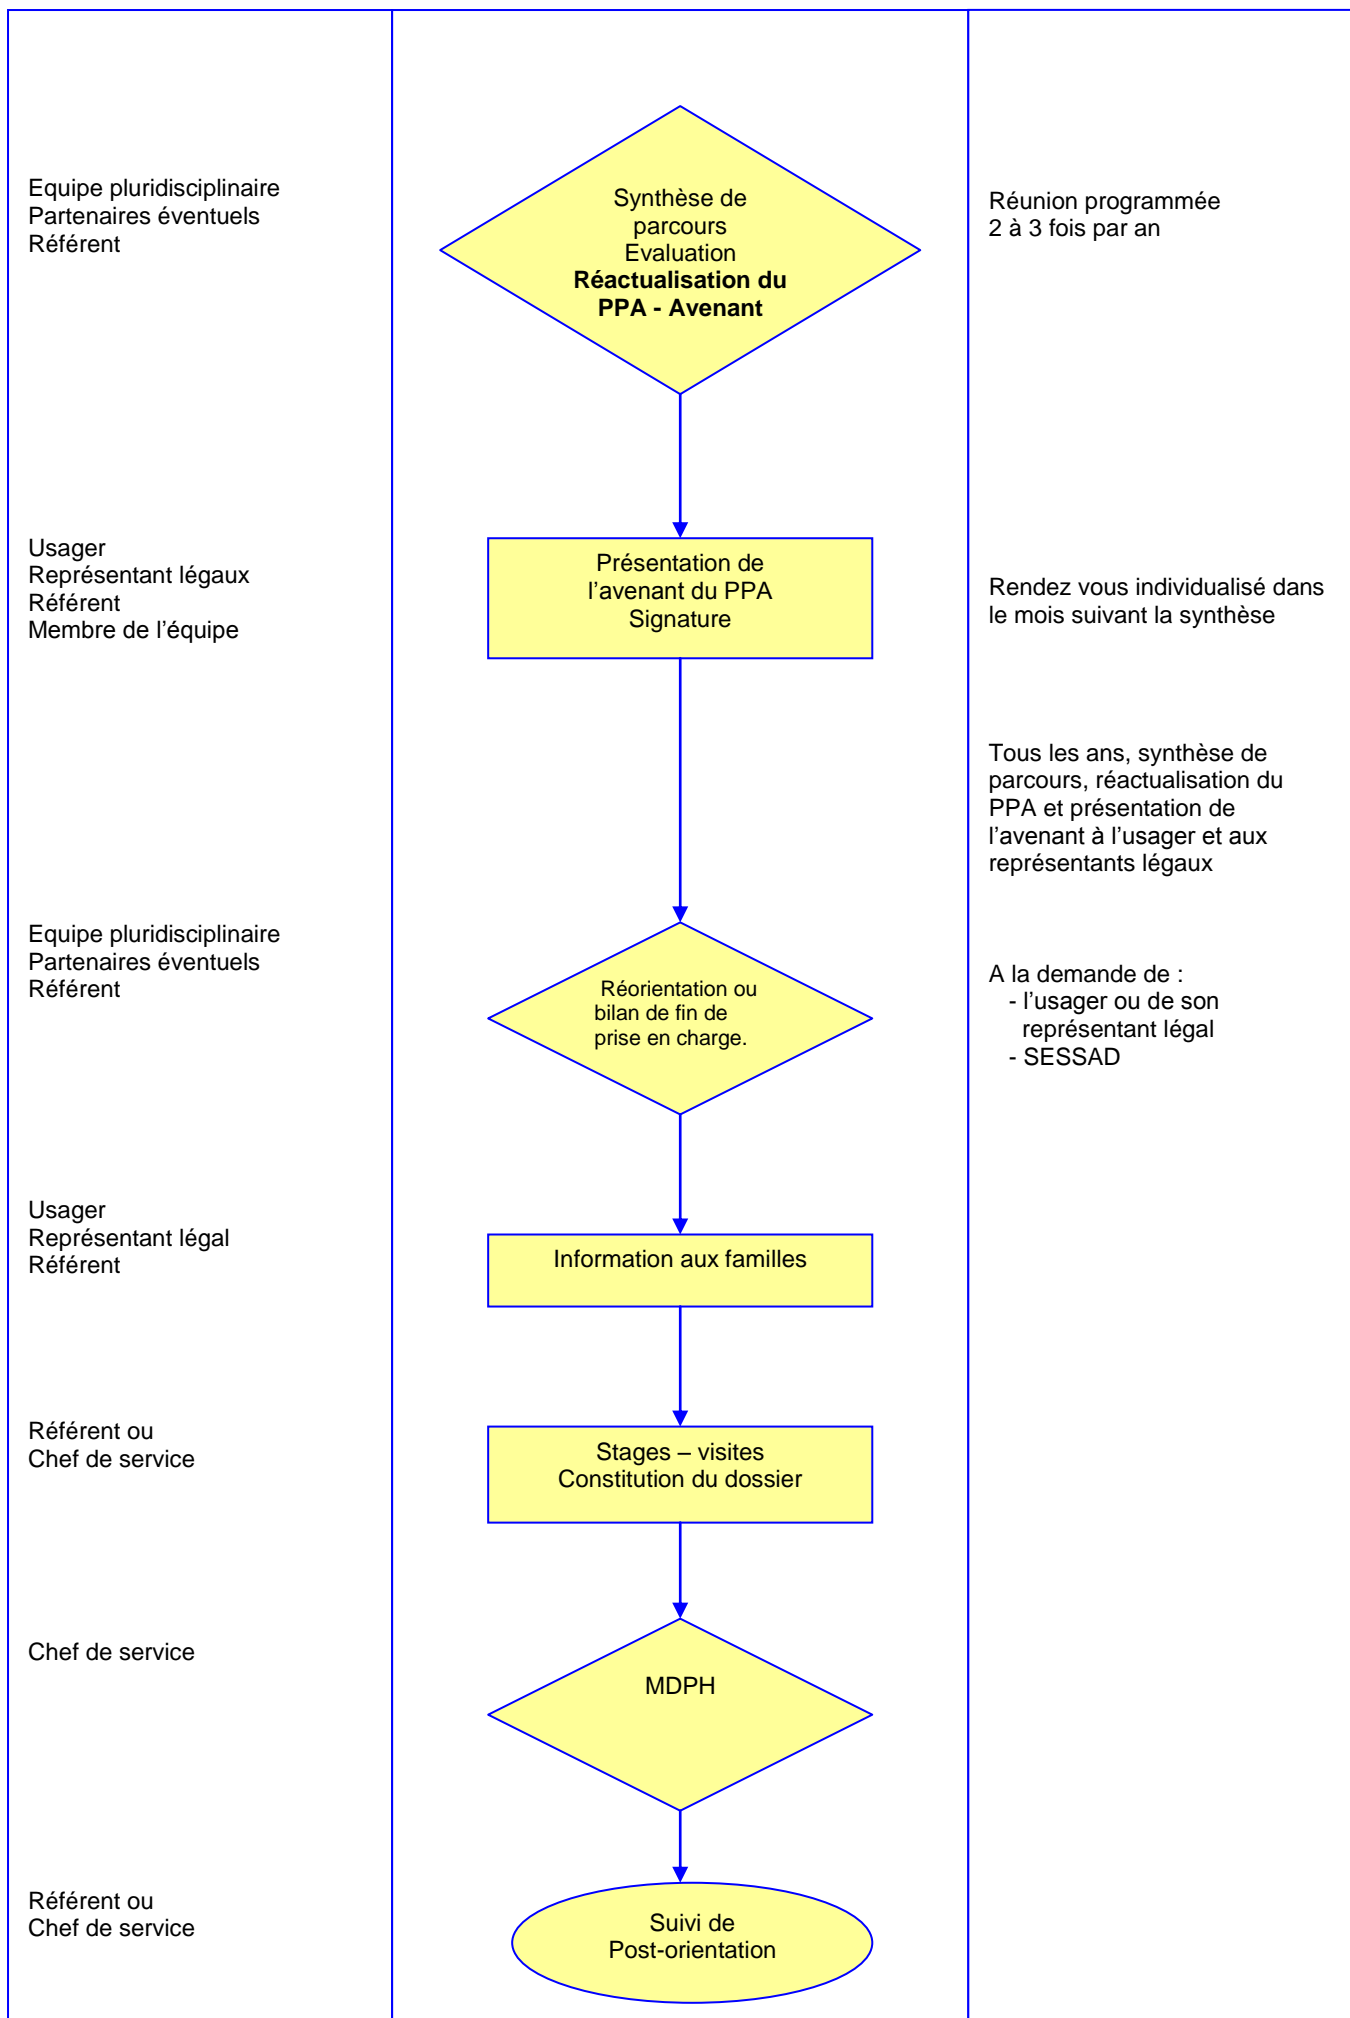 Equipe pluridisciplinaire
Partenaires éventuels
Référent
Synthèse de
parcours
Evaluation
Réactualisation du
PPA - Avenant
Réunion programmée
2 à 3 fois par an
Usager
Représentant légaux
Référent
Membre de l’équipe
Présentation de
l’avenant du PPA
Signature
Rendez vous individualisé dans
le mois suivant la synthèse
Tous les ans, synthèse de
parcours, réactualisation du
PPA et présentation de
l’avenant à l’usager et aux
représentants légaux
Equipe pluridisciplinaire
Partenaires éventuels
Référent
Réorientation ou
bilan de fin de
prise en charge.
A la demande de :
- l’usager ou de son
représentant légal
- SESSAD
Usager
Représentant légal
Référent
Information aux familles
Référent ou
Chef de service
Stages – visites
Constitution du dossier
Chef de service
MDPH
Référent ou
Chef de service
Suivi de
Post-orientation